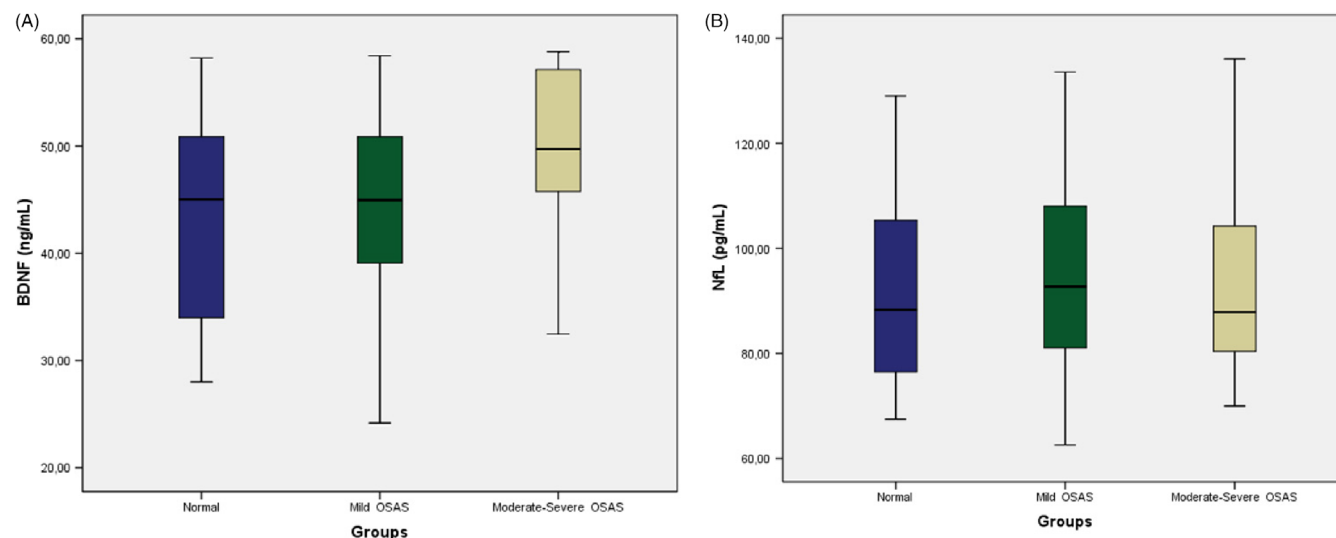 (A)
60,00
50,00
40,00
30,00
20,00
BDNF (ng/mL)
Normal
Mild OSAS
Moderate-Severe OSAS
Groups
(B)
140,00
120,00
100,00
80,00
60,00
NfL (pg/mL)
Normal
Mild OSAS
Moderate-Severe OSAS
Groups